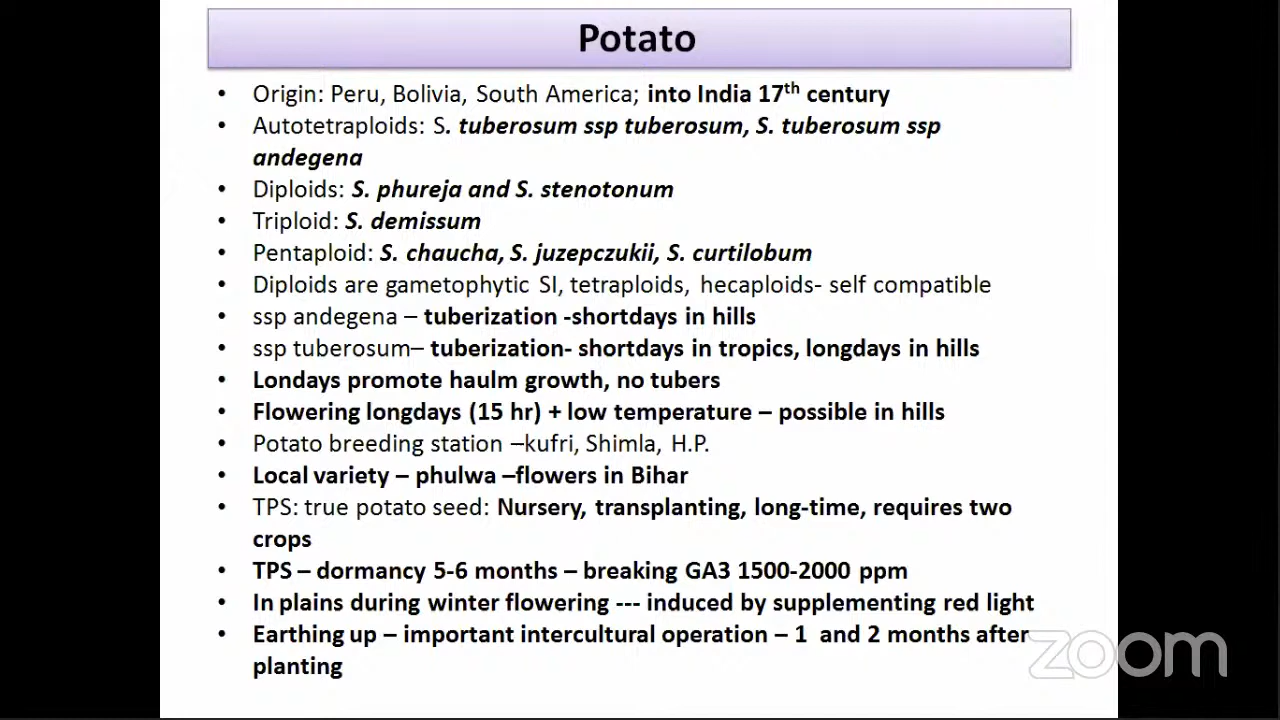 Potato
• Origin: Peru, Bolivia, South America; into India 17th century
• Autotetraploids: S. tuberosum ssp tuberosum, S. tuberosum ssp
andegena
• Diploids: S. phureja and S. stenotonum
• Triploid: S. demissum
• Pentaploid: S. chaucha, S. juzepczukii, S. curtilobum
• Diploids are gametophytic SI, tetraploids, hecaploids- self compatible
• ssp andegena – tuberization -shortdays in hills
• ssp tuberosum– tuberization- shortdays in tropics, longdays in hills
• Londays promote haulm growth, no tubers
• Flowering longdays (15 hr) + low temperature – possible in hills
• Potato breeding station –kufri, Shimla, H.P.
• Local variety – phulwa –flowers in Bihar
• TPS: true potato seed: Nursery, transplanting, long-time, requires two
crops
• TPS – dormancy 5-6 months – breaking GA3 1500-2000 ppm
• In plains during winter flowering --- induced by supplementing red light
• Earthing up – important intercultural operation – 1 and 2 months after
planting
zoom